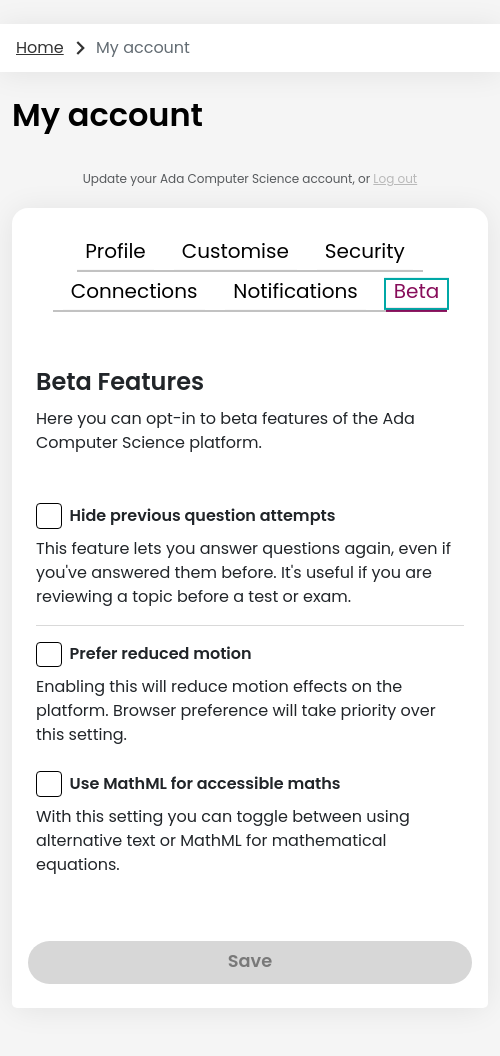 Home > My account
My account
Update your Ada Computer Science account, or Log out
Profile Customise Security
Connections Notifications Beta
Beta Features
Here you can opt-in to beta features of the Ada
Computer Science platform.
Hide previous question attempts
This feature lets you answer questions again, even if
you've answered them before. It's useful if you are
reviewing a topic before a test or exam.
Prefer reduced motion
Enabling this will reduce motion effects on the
platform. Browser preference will take priority over
this setting.
Use MathML for accessible maths
With this setting you can toggle between using
alternative text or MathML for mathematical
equations.
Save